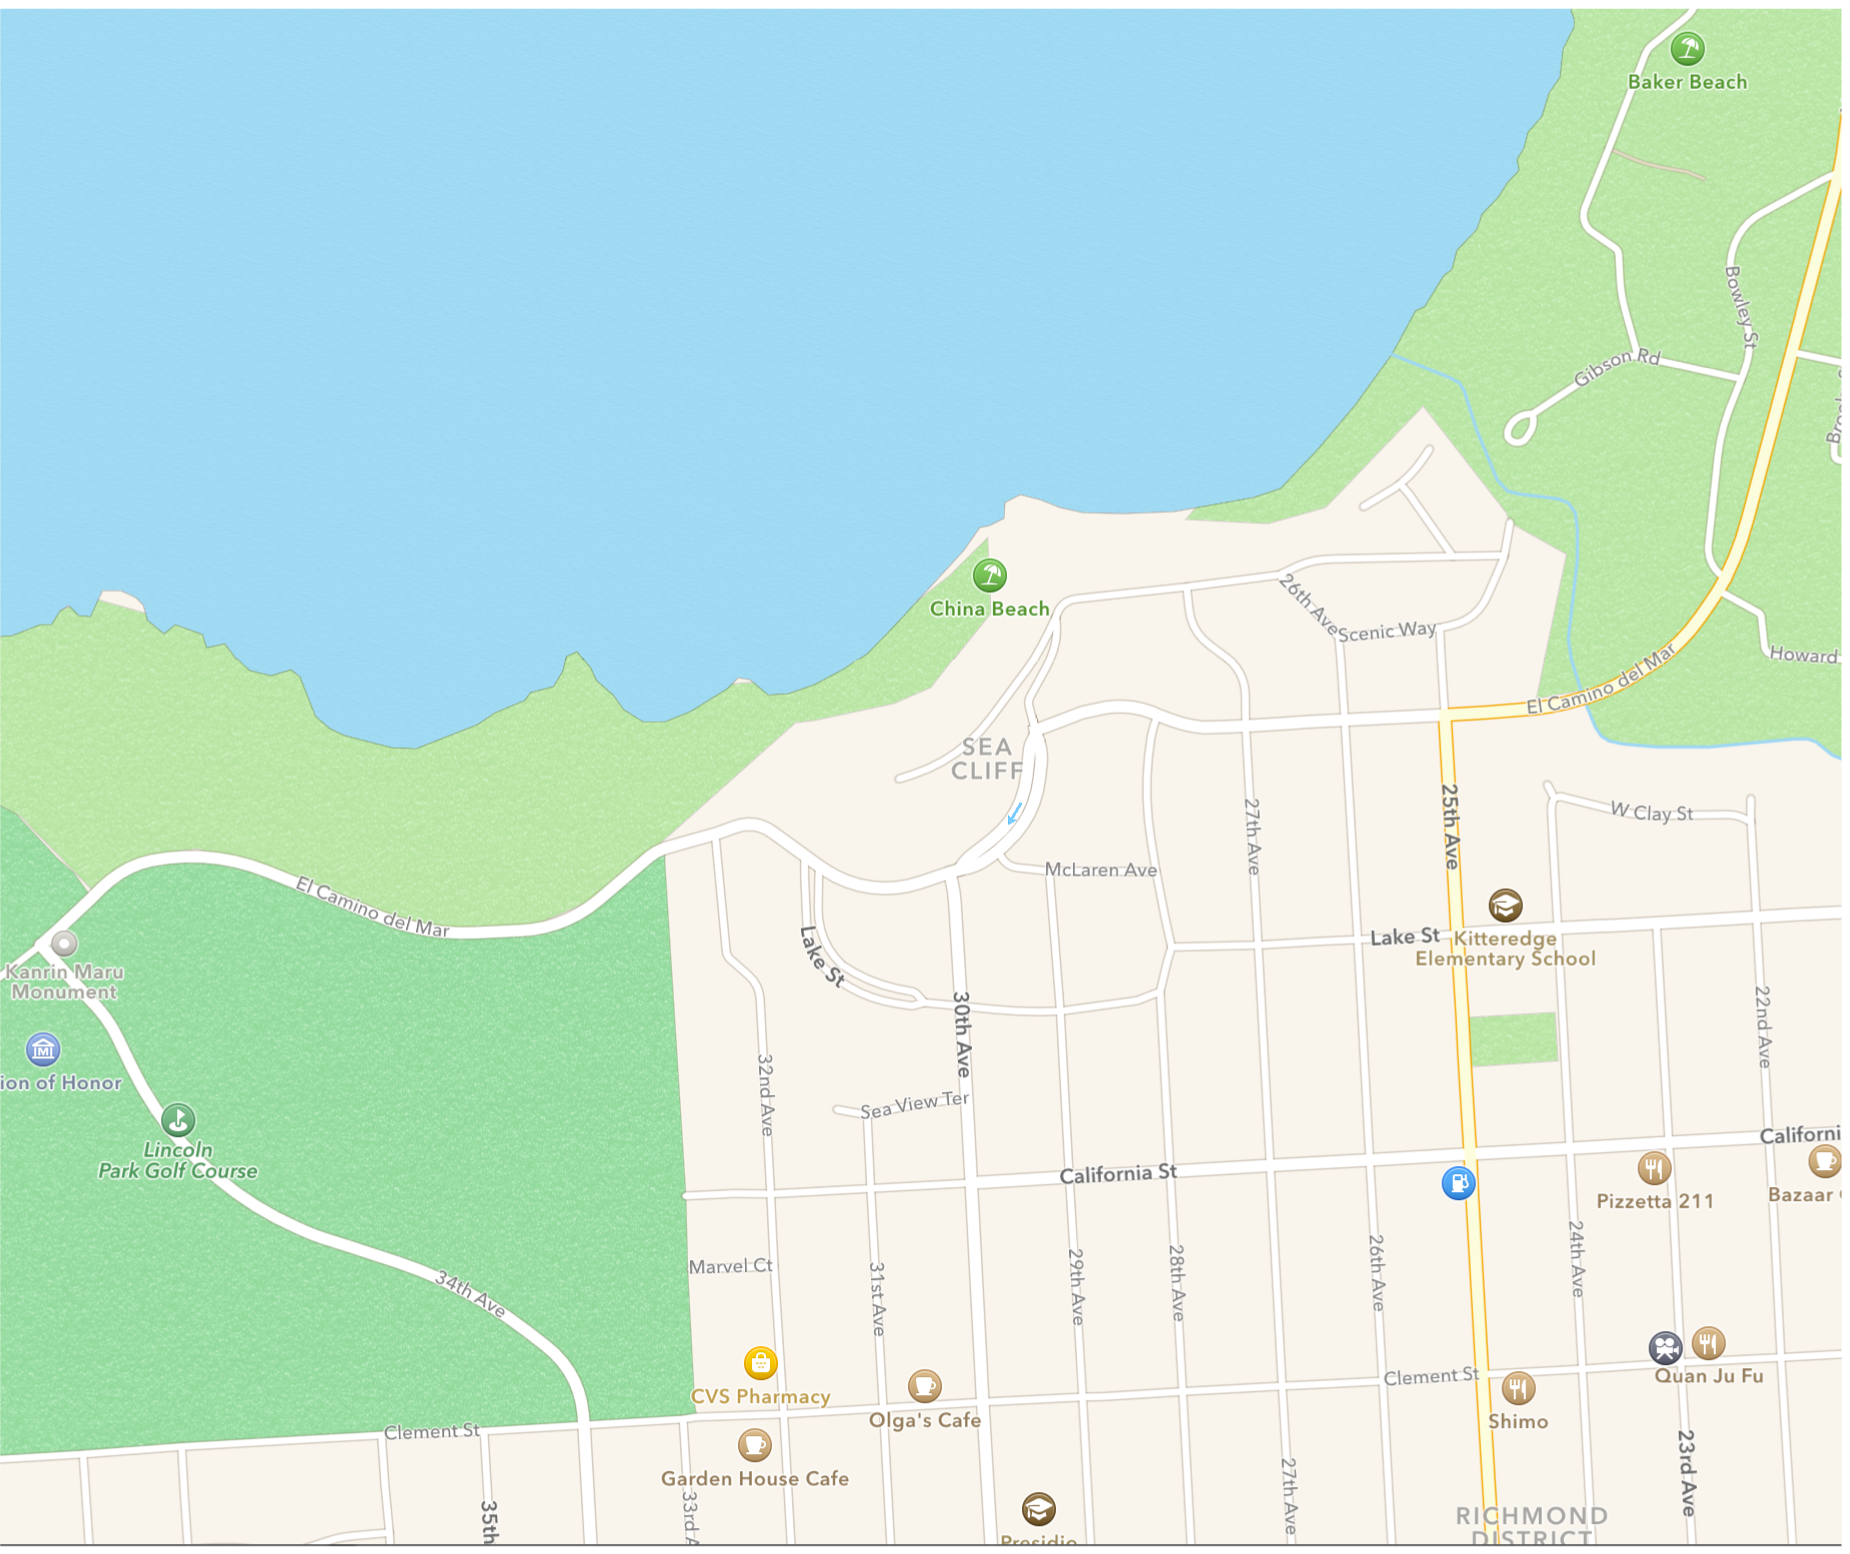 Baker Beach
Bowley St
Gibson Rd
China Beach
26th Ave
Scenic Way
Howard
El Camino del Mar
SEA
CLIFF
27th Ave
25th Ave
W Clay St
McLaren Ave
El Camino del Mar
Lake St
Lake St
Kitteredge
Elementary School
Kanrin Maru
Monument
30th Ave
22nd Ave
ion of Honor
32nd Ave
Sea View Ter
Lincoln
Park Golf Course
California St
Californi
Pizzetta 211
Bazaar
Marvel Ct
34th Ave
31st Ave
29th Ave
28th Ave
26th Ave
24th Ave
CVS Pharmacy
Olga's Cafe
Clement St
Quan Ju Fu
Shimo
Clement St
Garden House Cafe
35th
33rd A
27th Ave
23rd Ave
Presidio
RICHMOND
DISTRICT